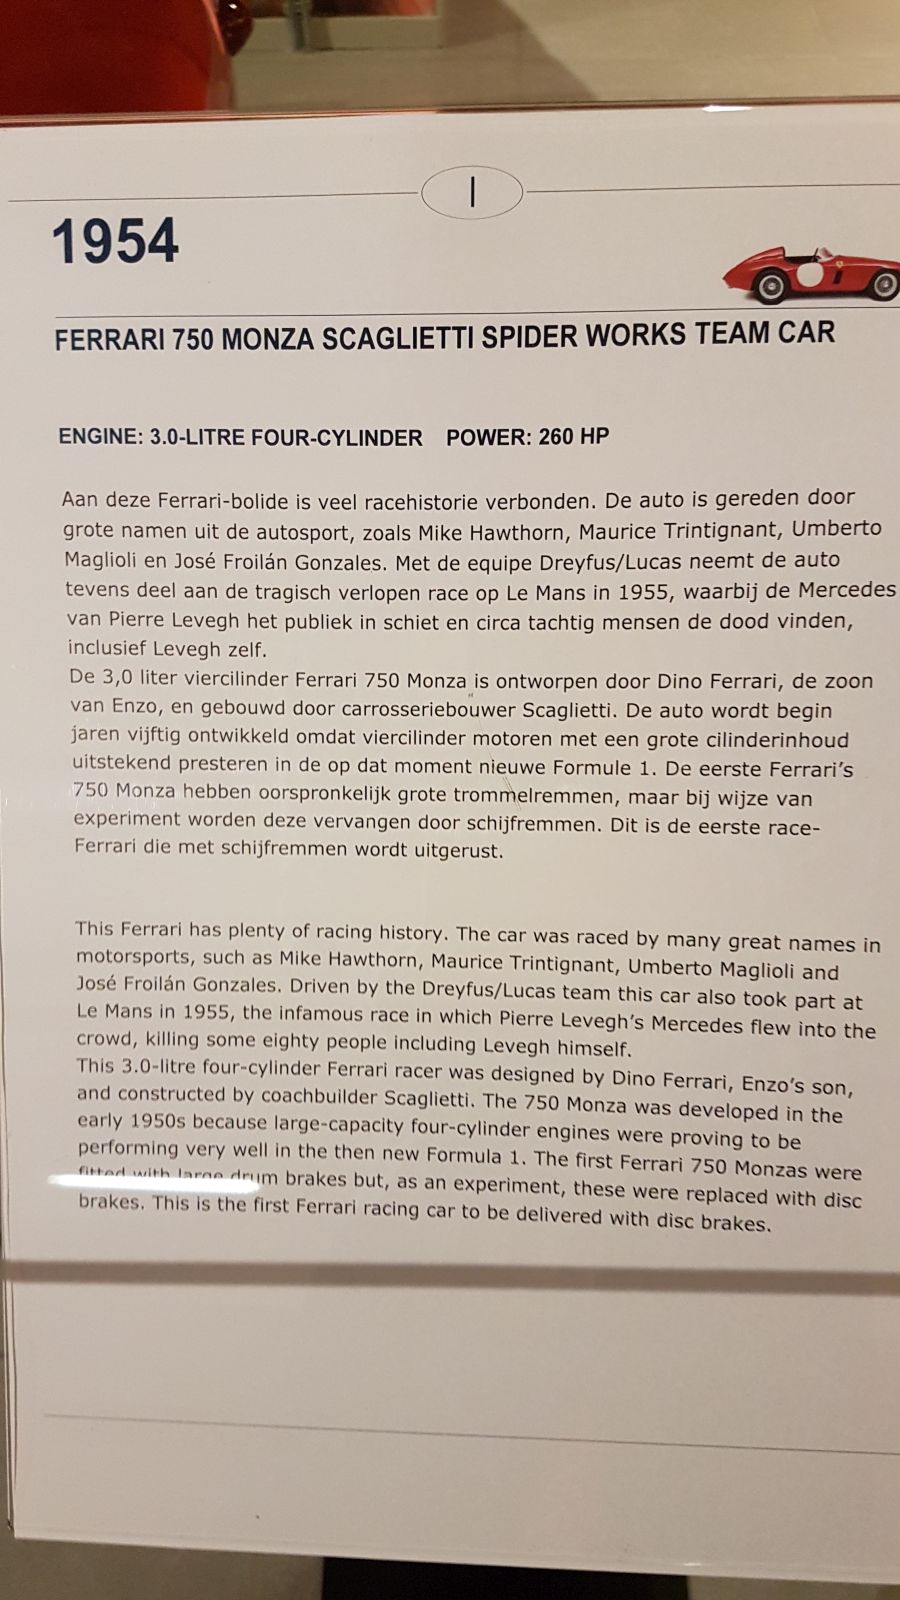 I
1954
FERRARI 750 MONZA SCAGLIETTI SPIDER WORKS TEAM CAR
ENGINE: 3.0-LITRE FOUR-CYLINDER POWER: 260 HP
Aan deze Ferrari-bolide is veel racehistorie verbonden. De auto is gereden door
grote namen uit de autosport, zoals Mike Hawthorn, Maurice Trintignant, Umberto
Maglioli en José Froilán Gonzales. Met de equipe Dreyfus/Lucas neemt de auto
tevens deel aan de tragisch verlopen race op Le Mans in 1955, waarbij de Mercedes
van Pierre Levegh het publiek in schiet en circa tachtig mensen de dood vinden,
inclusief Levegh zelf.
De 3,0 liter viercilinder Ferrari 750 Monza is ontworpen door Dino Ferrari, de zoon
van Enzo, en gebouwd door carrosseriebouwer Scaglietti. De auto wordt begin
jaren vijftig ontwikkeld omdat viercilinder motoren met een grote cilinderinhoud
uitstekend presteren in de op dat moment nieuwe Formule 1. De eerste Ferrari's
750 Monza hebben oorspronkelijk grote trommelremmen, maar bij wijze van
experiment worden deze vervangen door schijfremmen. Dit is de eerste race-
Ferrari die met schijfremmen wordt uitgerust.
This Ferrari has plenty of racing history. The car was raced by many great names in
motorsports, such as Mike Hawthorn, Maurice Trintignant, Umberto Maglioli and
José Froilán Gonzales. Driven by the Dreyfus/Lucas team this car also took part at
Le Mans in 1955, the infamous race in which Pierre Levegh's Mercedes flew into the
crowd, killing some eighty people including Levegh himself.
This 3.0-litre four-cylinder Ferrari racer was designed by Dino Ferrari, Enzo's son,
and constructed by coachbuilder Scaglietti. The 750 Monza was developed in the
early 1950s because large-capacity four-cylinder engines were proving to be
performing very well in the then new Formula 1. The first Ferrari 750 Monzas were
fitted with large drum brakes but, as an experiment, these were replaced with disc
brakes. This is the first Ferrari racing car to be delivered with disc brakes.